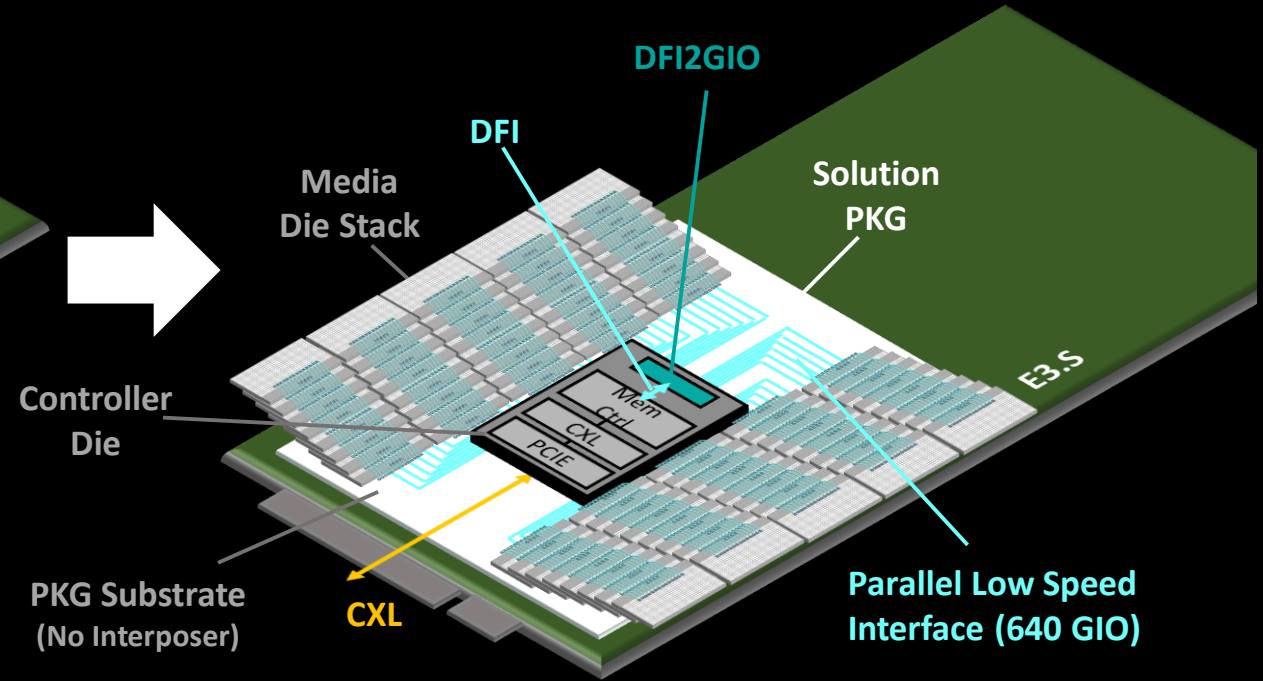 DFI2GIO
DFI
Media
Die Stack
Solution
PKG
E3.S
Controller
Die
Mem
Ctrl
CXL
PCIE
PKG Substrate
(No Interposer)
CXL
Parallel Low Speed
Interface (640 GIO)